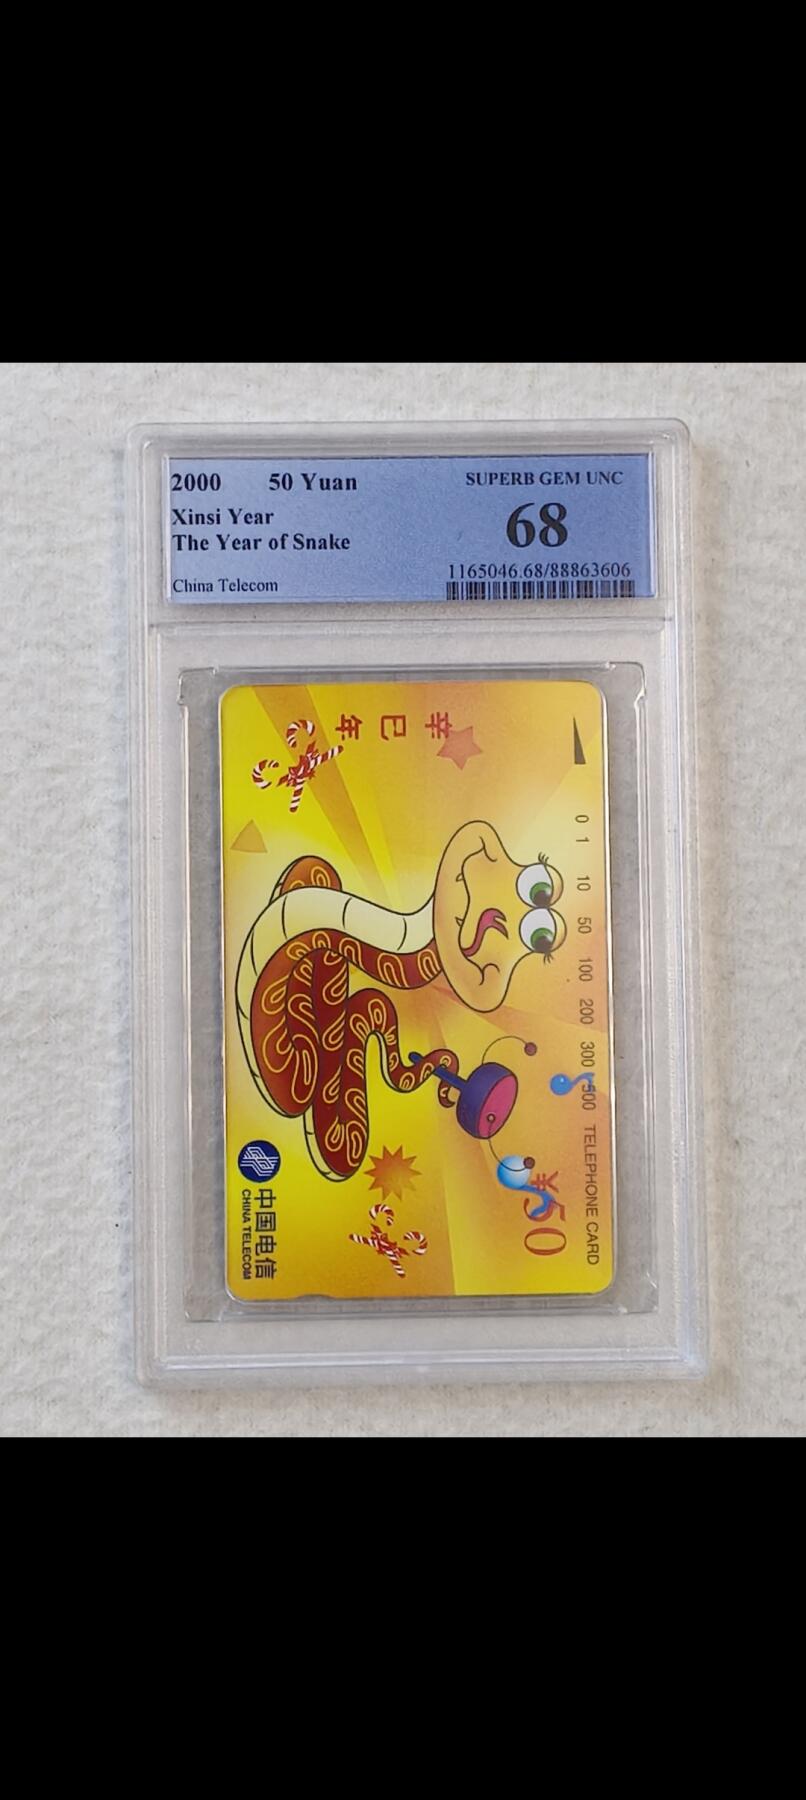 2000 50 Yuan
Xinsi Year
The Year of Snake
China Telecom
SUPERB GEM UNC
68
1165046.68/88863606
辛巳年
0 1 10 50 100 200 300 500 TELEPHONE CARD
¥50
中国电信
CHINA TELECOM